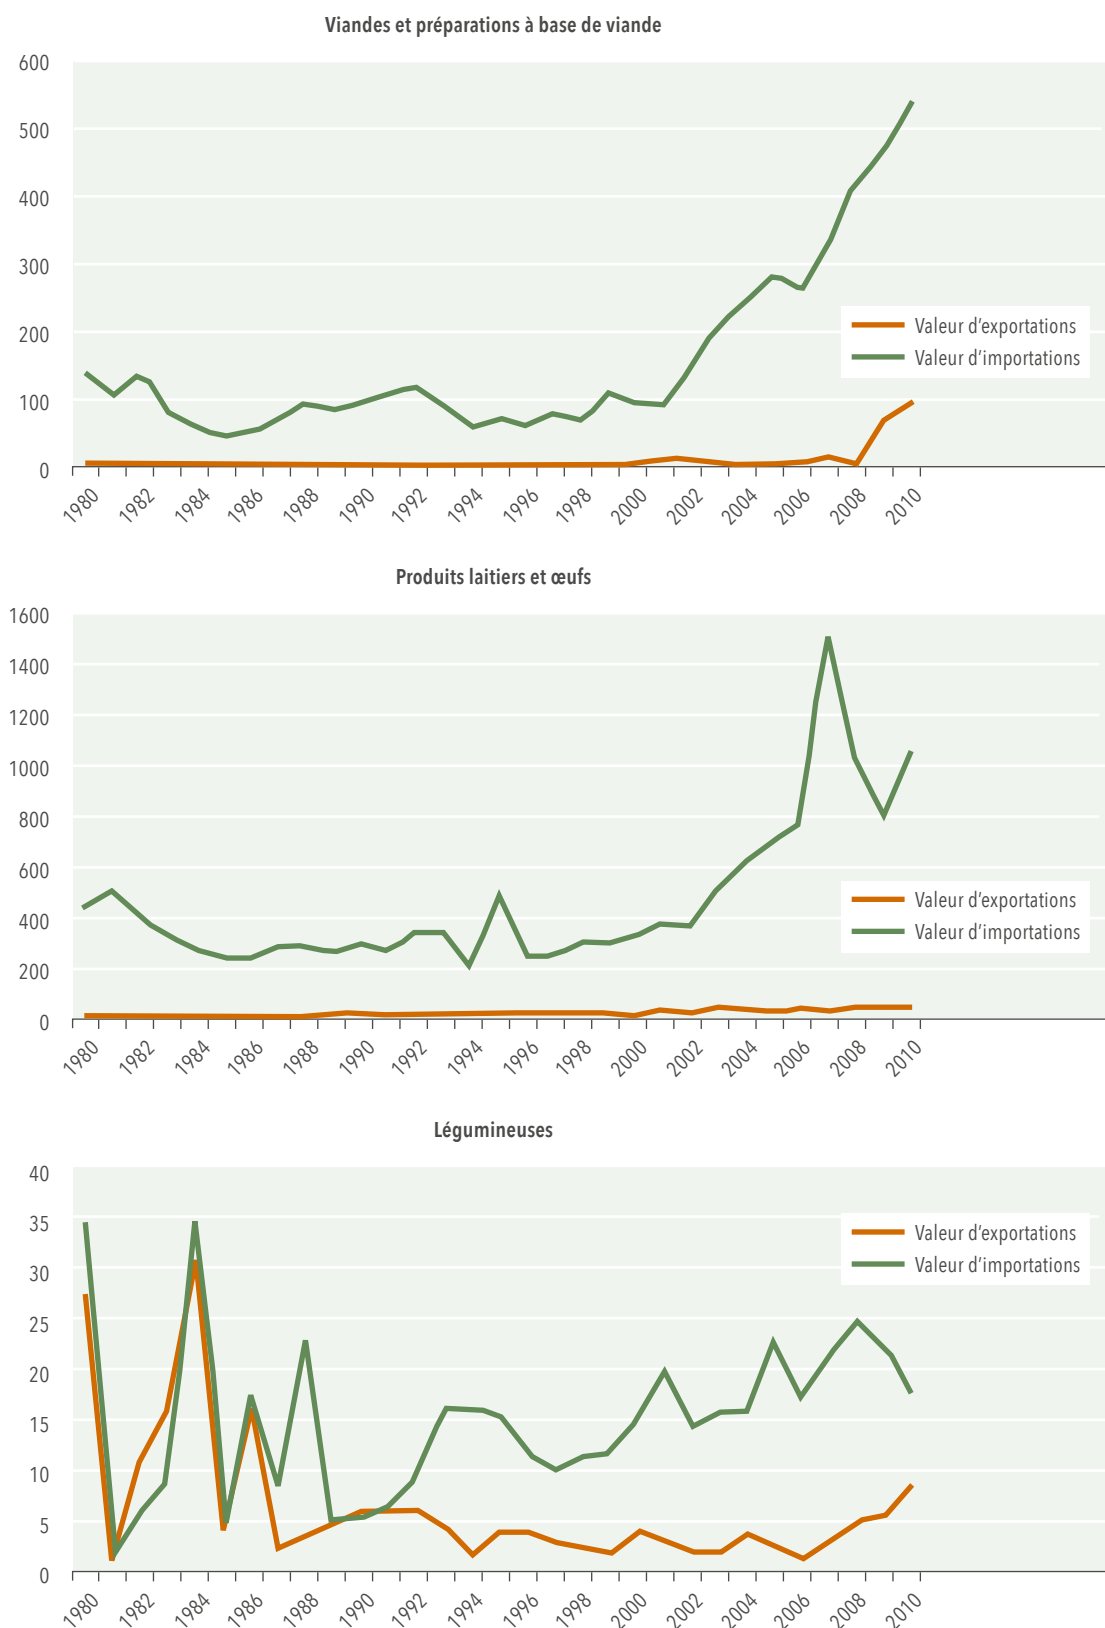 Viandes et préparations à base de viande
600
500
400
300
200
100
0
Valeur d'exportations
Valeur d'importations
1980 1982 1984 1986 1988 1990 1992 1994 1996 1998 2000 2002 2004 2006 2008 2010
Produits laitiers et œufs
1600
1400
1200
1000
800
600
400
200
0
Valeur d'exportations
Valeur d'importations
1980 1982 1984 1986 1988 1990 1992 1994 1996 1998 2000 2002 2004 2006 2008 2010
Légumineuses
40
35
30
25
20
15
10
5
0
Valeur d'exportations
Valeur d'importations
1980 1982 1984 1986 1988 1990 1992 1994 1996 1998 2000 2002 2004 2006 2008 2010